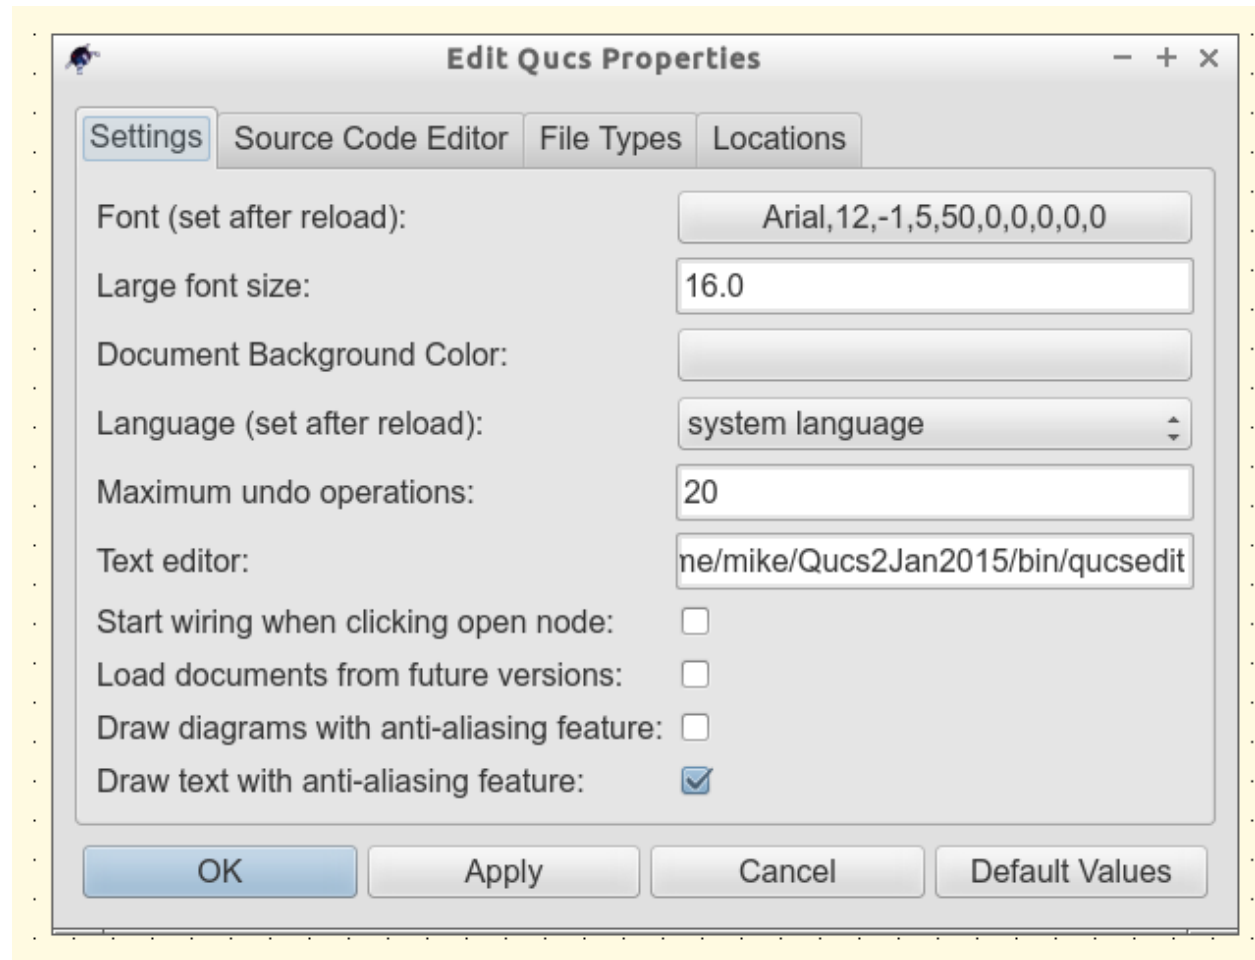 Edit Qucs Properties
Settings Source Code Editor File Types Locations
Font (set after reload): Arial,12,-1,5,50,0,0,0,0,0
Large font size: 16.0
Document Background Color:
Language (set after reload): system language
Maximum undo operations: 20
Text editor: me/mike/Qucs2Jan2015/bin/qucsedit
Start wiring when clicking open node:
Load documents from future versions:
Draw diagrams with anti-aliasing feature:
Draw text with anti-aliasing feature:
OK Apply Cancel Default Values